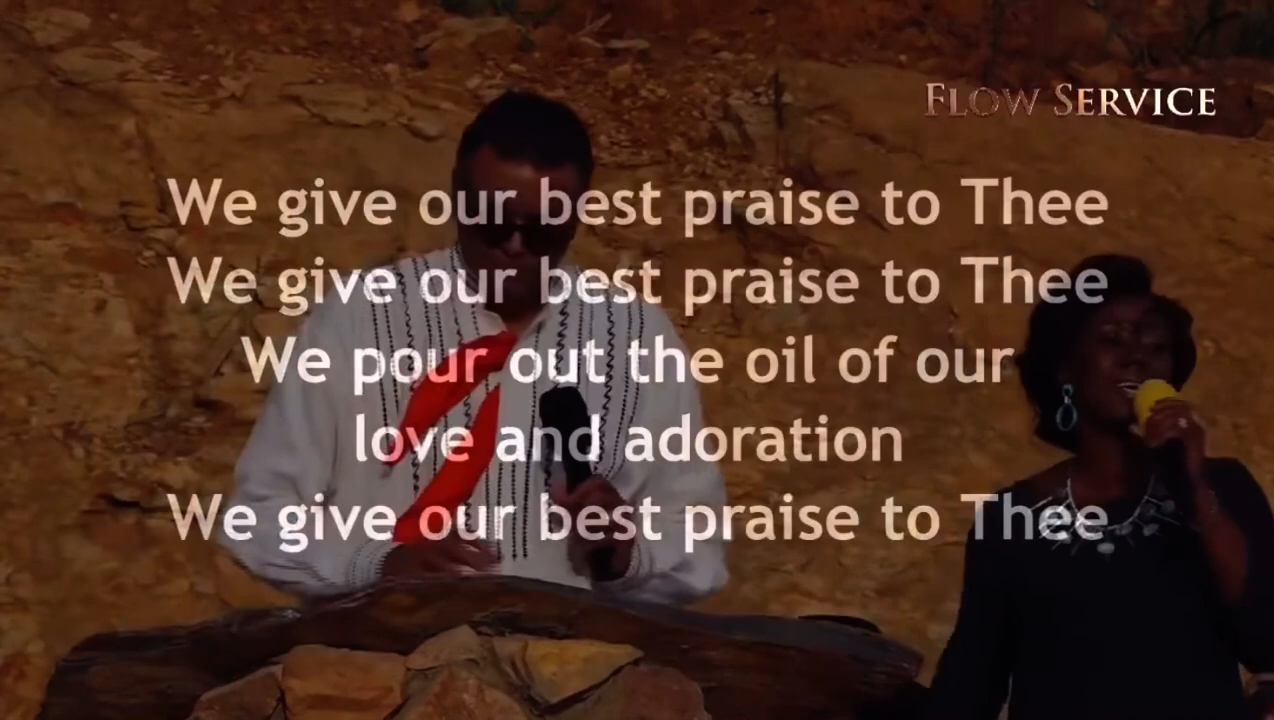 FLOW SERVICE
We give our best praise to Thee
We give our best praise to Thee
We pour out the oil of our
love and adoration
We give our best praise to Thee